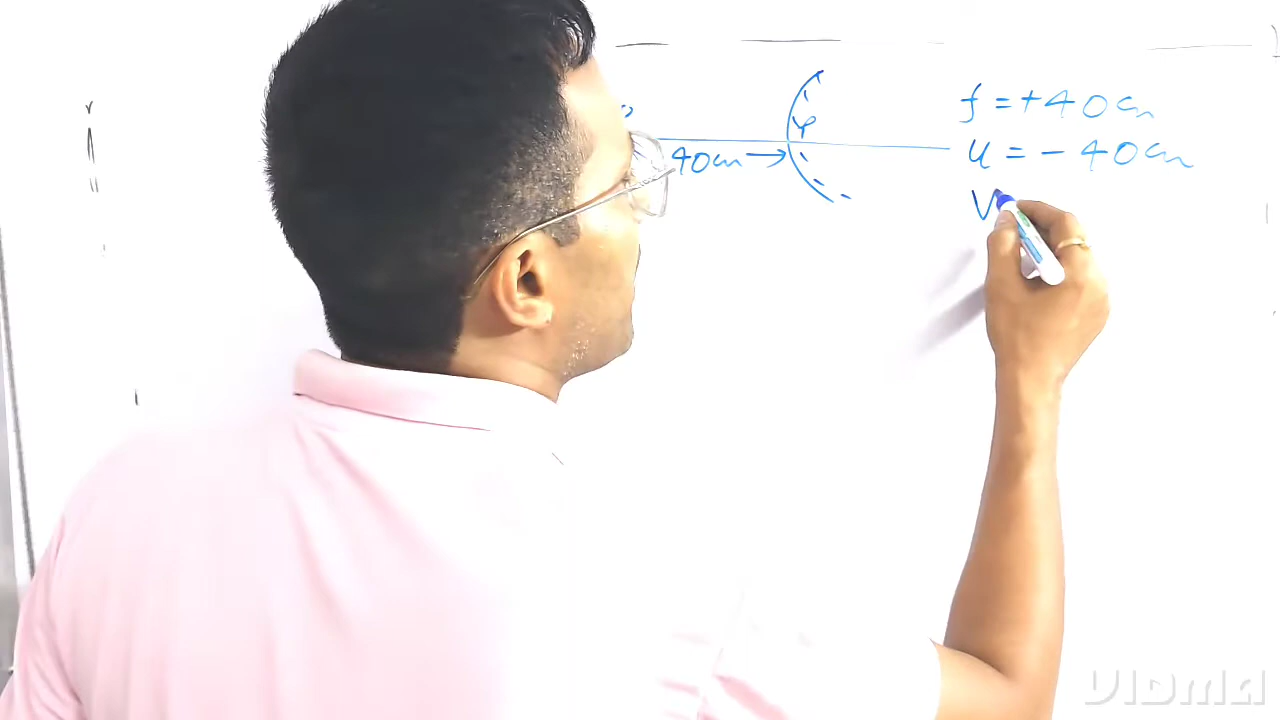 f = +40cm
u = -40cm
V
40cm →
P
VIDMA